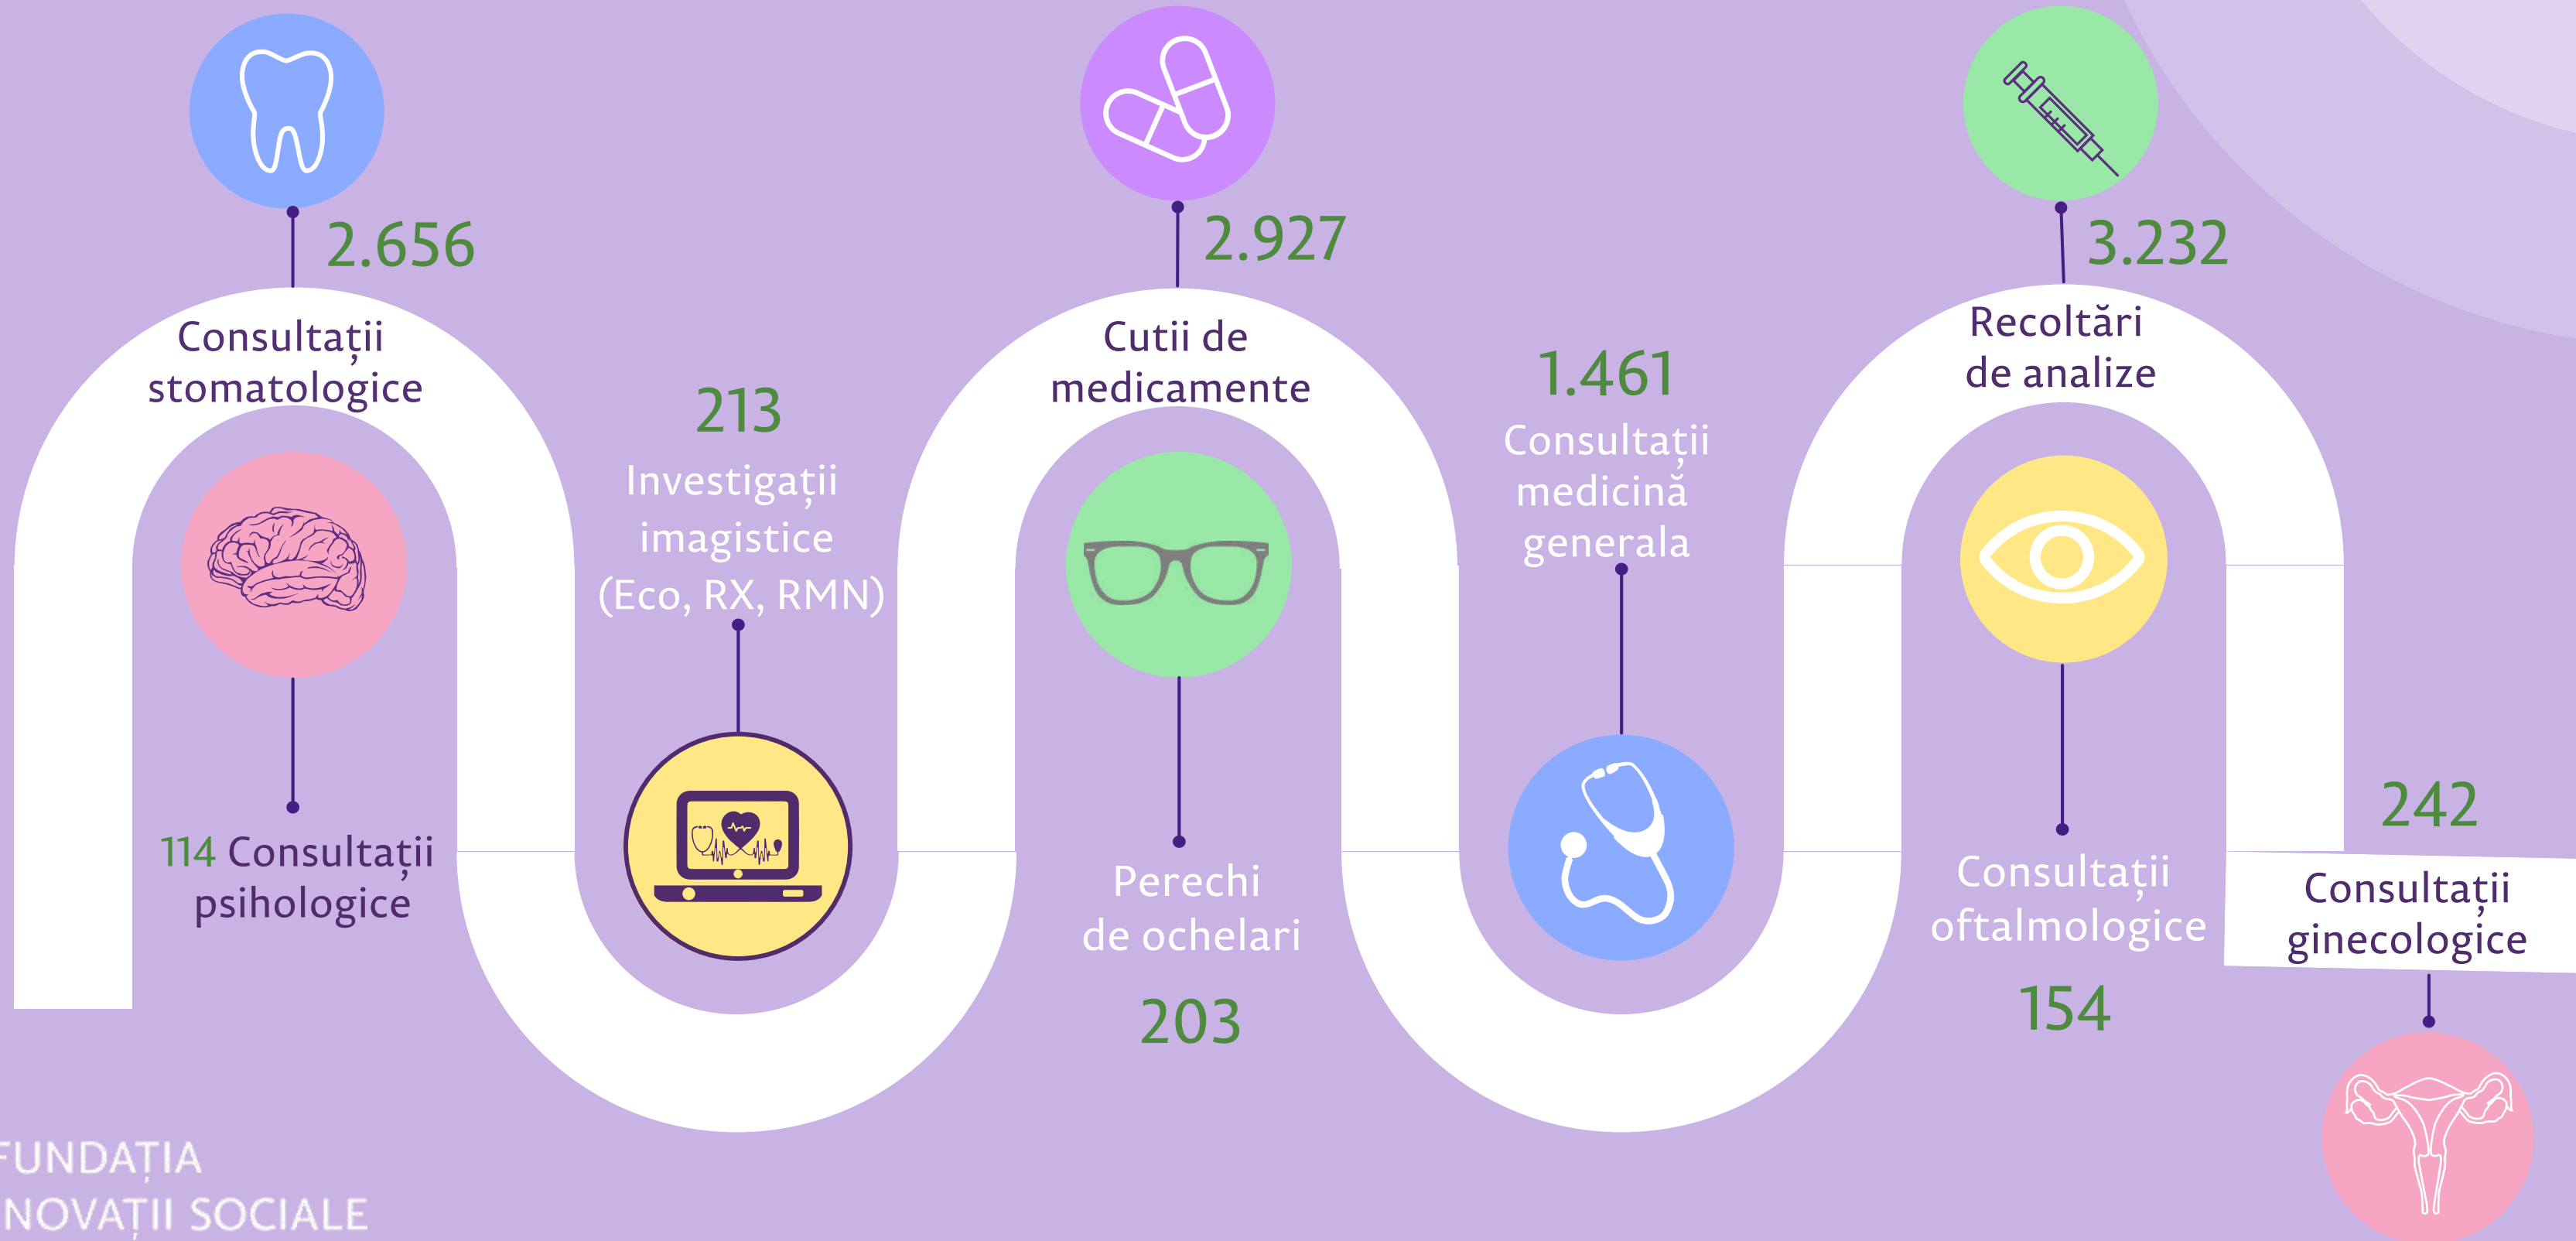 2.656
Consultații
stomatologice
114 Consultații
psihologice
213
Investigații
imagistice
(Eco, RX, RMN)
2.927
Cutii de
medicamente
Perechi
de ochelari
203
1.461
Consultații
medicină
generala
3.232
Recoltări
de analize
Consultații
oftalmologice
154
242
Consultații
ginecologice
FUNDAȚIA
NOVAȚII SOCIALE